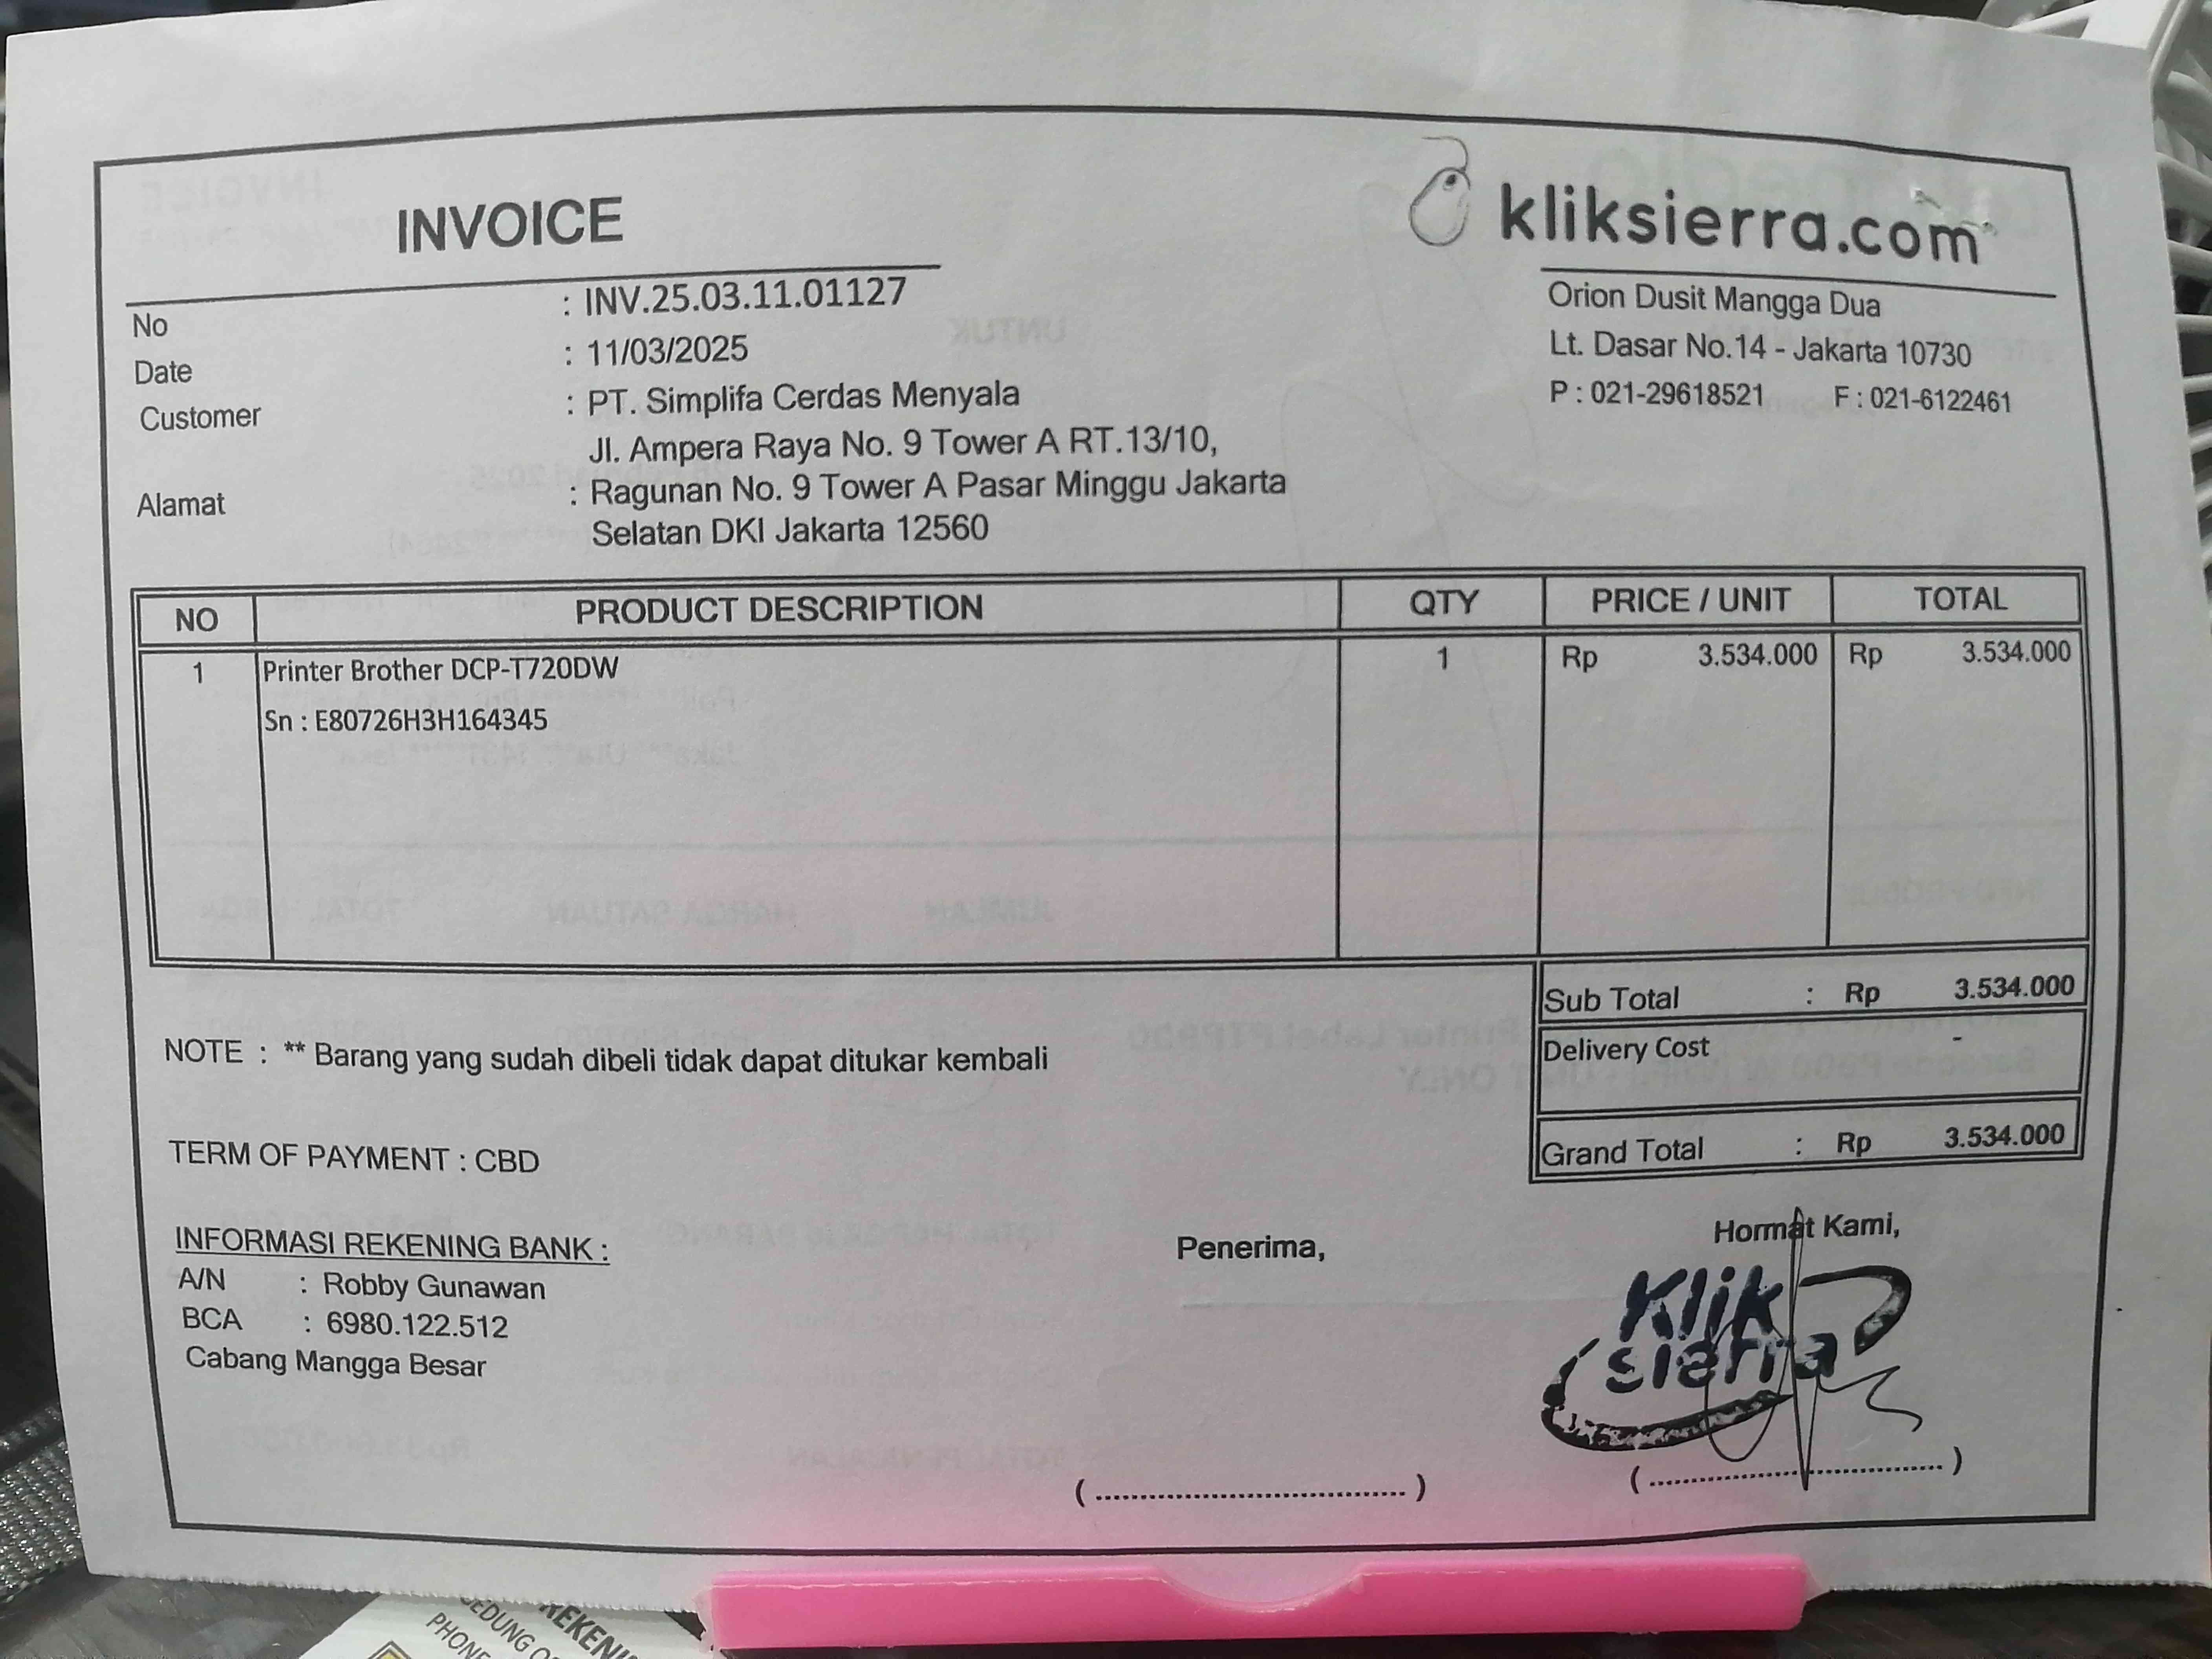 INVOICE
kliksierra.com
Orion Dusit Mangga Dua
Lt. Dasar No.14 - Jakarta 10730
P : 021-29618521 F : 021-6122461
No : INV.25.03.11.01127
Date : 11/03/2025
Customer : PT. Simplifa Cerdas Menyala
Jl. Ampera Raya No. 9 Tower A RT.13/10,
Alamat : Ragunan No. 9 Tower A Pasar Minggu Jakarta
Selatan DKI Jakarta 12560
NO PRODUCT DESCRIPTION QTY PRICE / UNIT TOTAL
1 Printer Brother DCP-T720DW 1 Rp 3.534.000 Rp 3.534.000
Sn : E80726H3H164345
Sub Total : Rp 3.534.000
Delivery Cost -
Grand Total : Rp 3.534.000
NOTE : ** Barang yang sudah dibeli tidak dapat ditukar kembali
TERM OF PAYMENT : CBD
INFORMASI REKENING BANK :
A/N : Robby Gunawan
BCA : 6980.122.512
Cabang Mangga Besar
Penerima,
Hormat Kami,
Klik
sierra
( .................................. )
( .................................. )